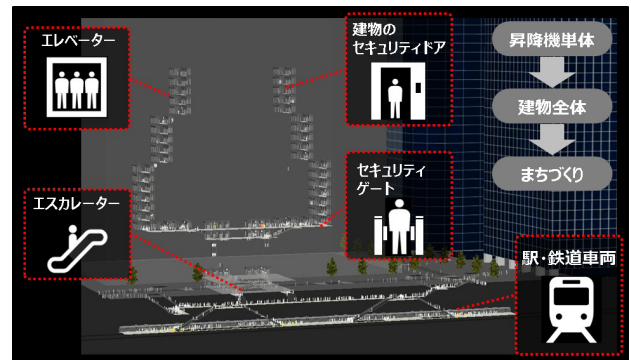 エレベーター
建物の
セキュリティドア
昇降機単体
建物全体
まちづくり
セキュリティ
ゲート
エスカレーター
駅・鉄道車両